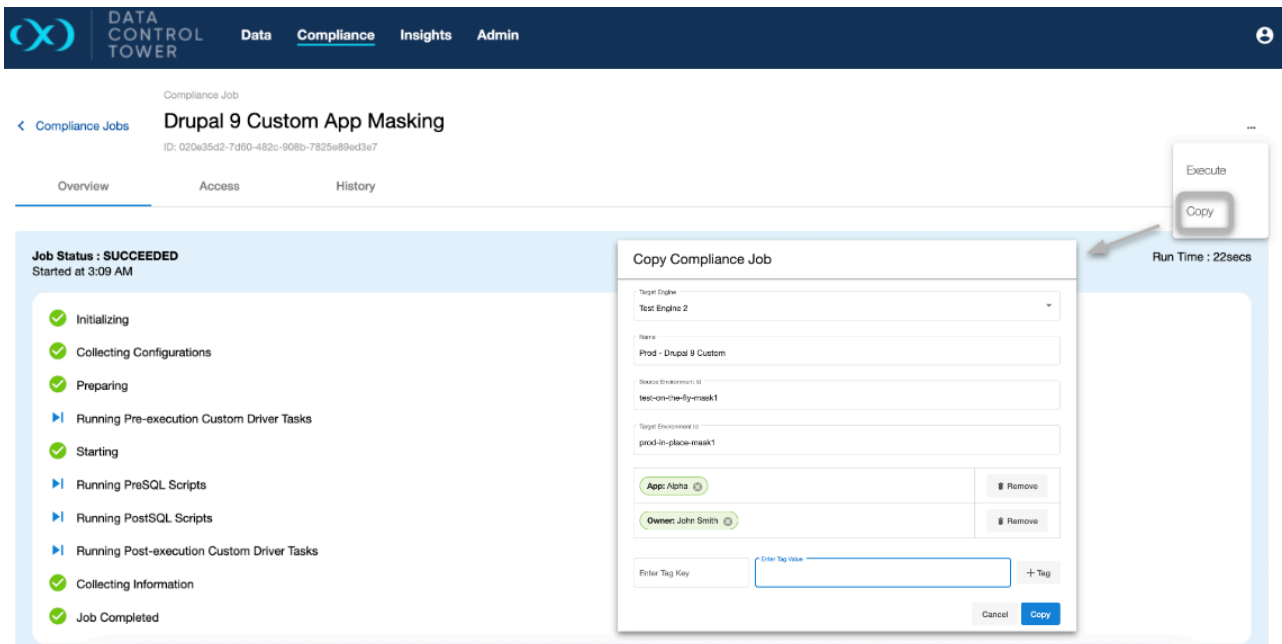 DATA
CONTROL
TOWER
Data Compliance Insights Admin
Compliance Job
Compliance Jobs
Drupal 9 Custom App Masking
ID: 020e35d2-7d60-482c-908b-7825e89ed3e7
...
Execute
Copy
Overview Access History
Job Status : SUCCEEDED
Started at 3:09 AM
Run Time : 22secs
Initializing
Collecting Configurations
Preparing
Running Pre-execution Custom Driver Tasks
Starting
Running PreSQL Scripts
Running PostSQL Scripts
Running Post-execution Custom Driver Tasks
Collecting Information
Job Completed
Copy Compliance Job
Target Engine
Test Engine 2
Name
Prod - Drupal 9 Custom
Source Environment Id
test-on-the-fly-mask1
Target Environment Id
prod-in-place-mask1
App: Alpha Remove
Owner: John Smith Remove
Enter Tag Key
Enter Tag Value
+ Tag
Cancel Copy